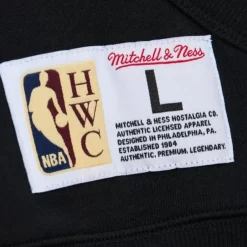 Mitchell & Ness
HWC
NBA
L
MITCHELL & NESS NOSTALGIA CO.
AUTHENTIC LICENSED APPAREL
DESIGNED IN PHILADELPHIA, PA.
ESTABLISHED 1904
AUTHENTIC. PREMIUM. LEGENDARY.